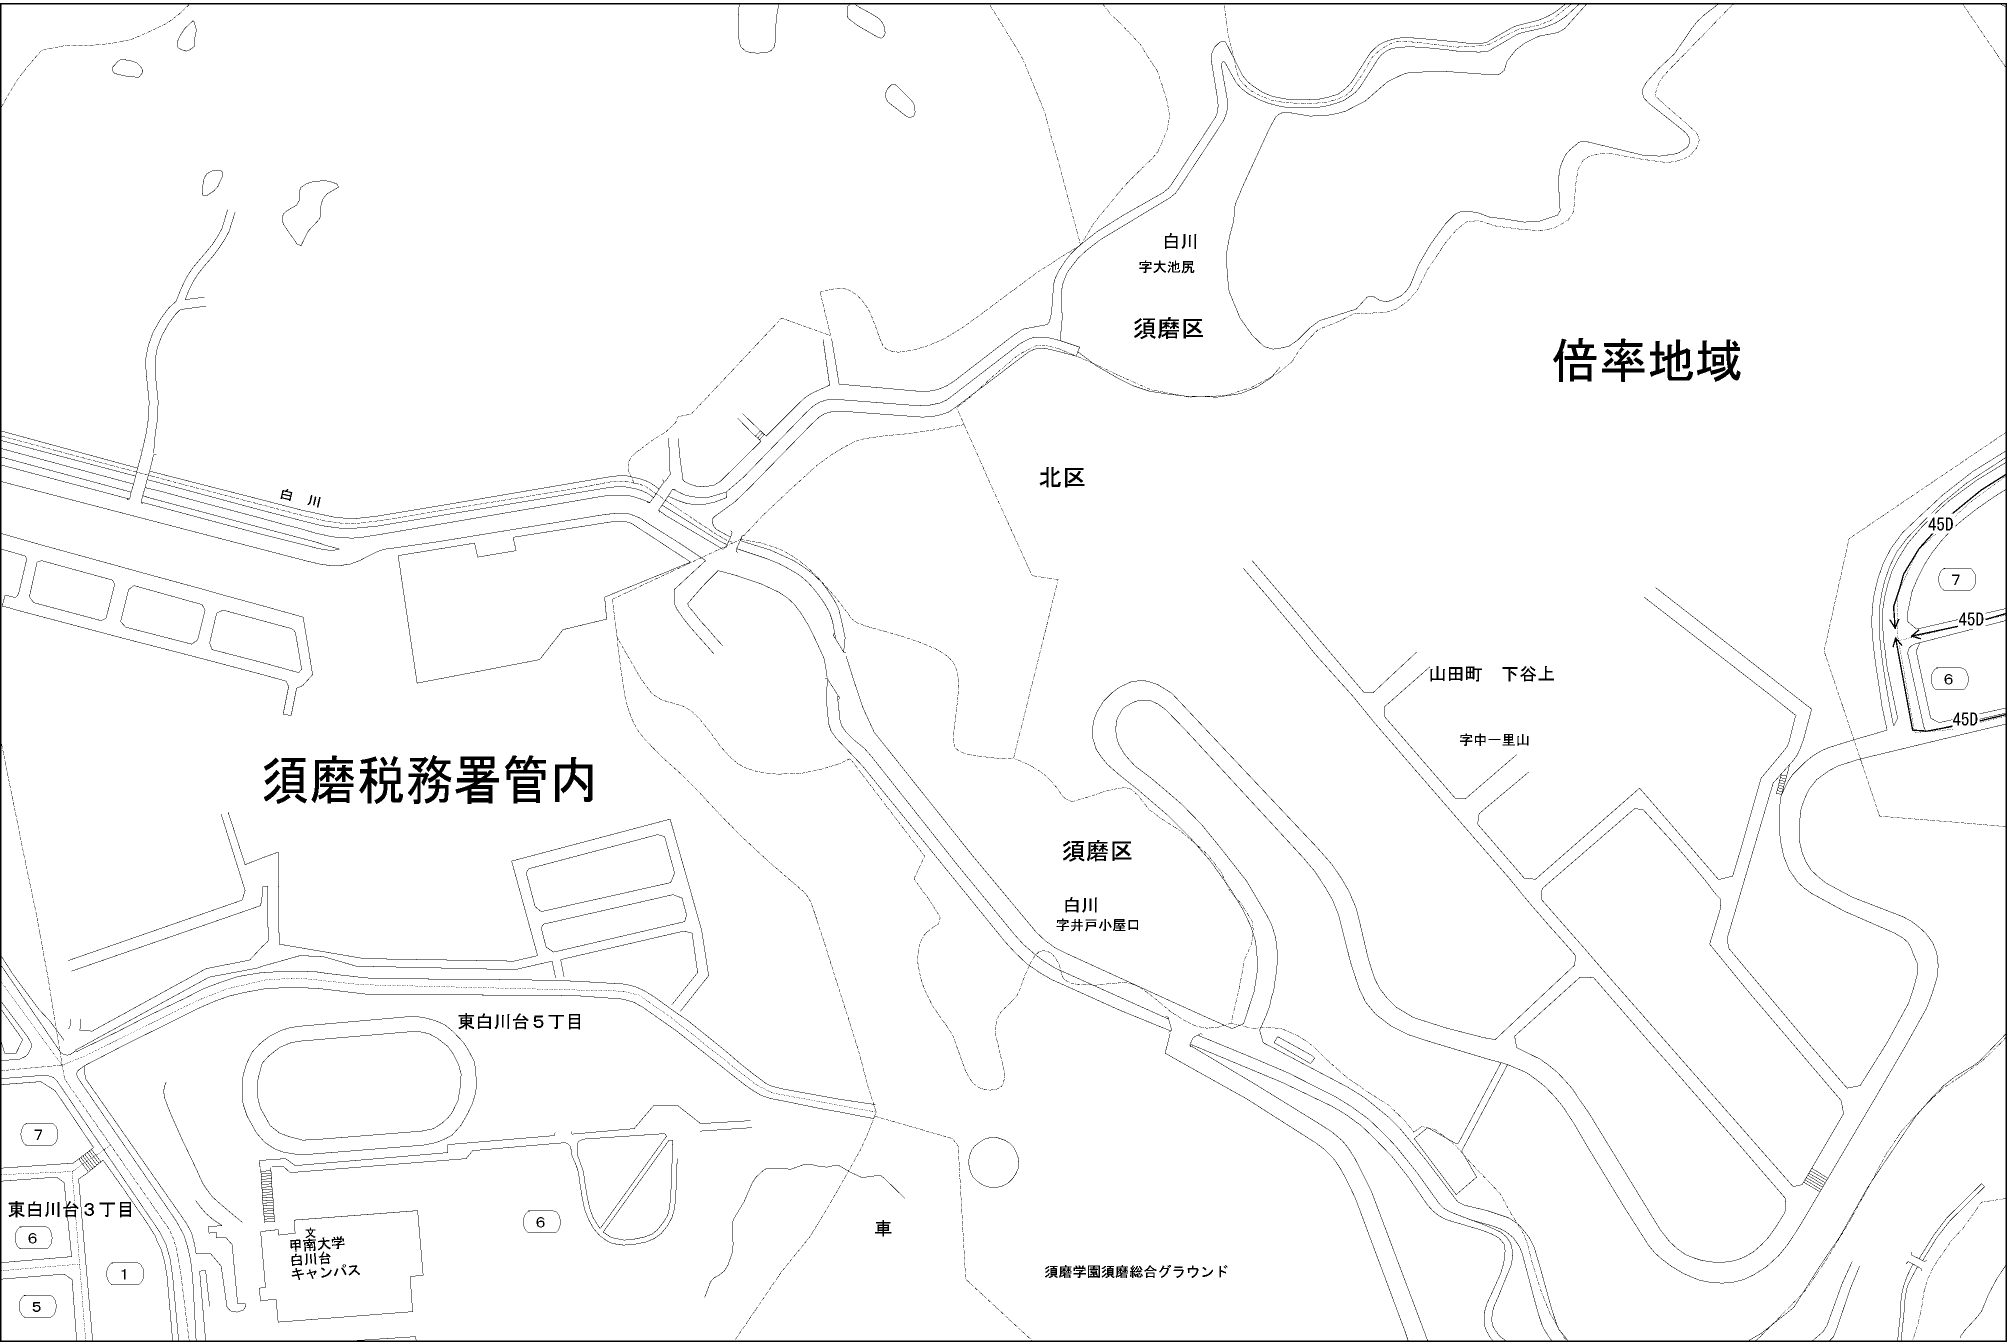 白川
字大池尻
須磨区
倍率地域
北区
白川
45D
7
45D
6
45D
山田町　下谷上
字中一里山
須磨税務署管内
須磨区
白川
字井戸小屋口
東白川台５丁目
7
東白川台３丁目
6
1
5
文
甲南大学
白川台
キャンパス
6
車
須磨学園須磨総合グラウンド